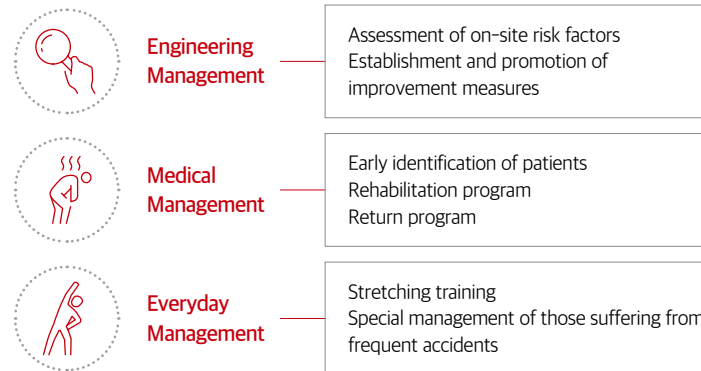 Engineering
Management
Assessment of on-site risk factors
Establishment and promotion of
improvement measures
Medical
Management
Early identification of patients
Rehabilitation program
Return program
Everyday
Management
Stretching training
Special management of those suffering from
frequent accidents